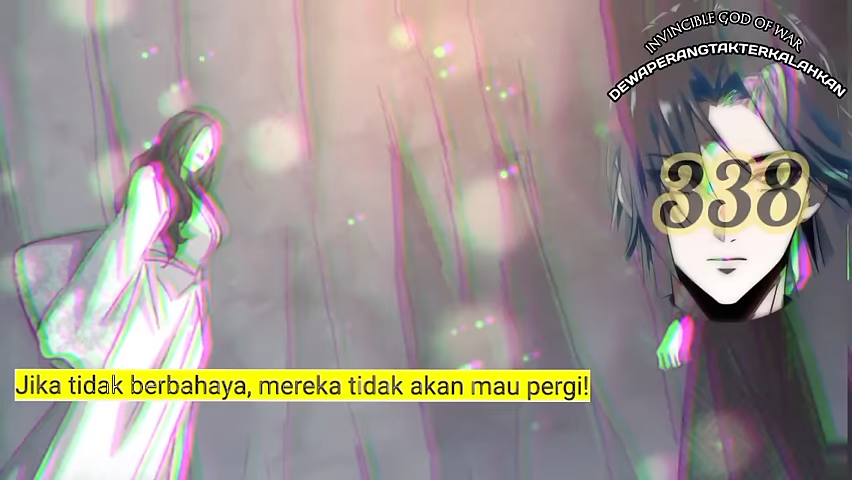 INVINCIBLE GOD OF WAR
DEWAPERANGTAKTERKALAHKAN
338
Jika tidak berbahaya, mereka tidak akan mau pergi!